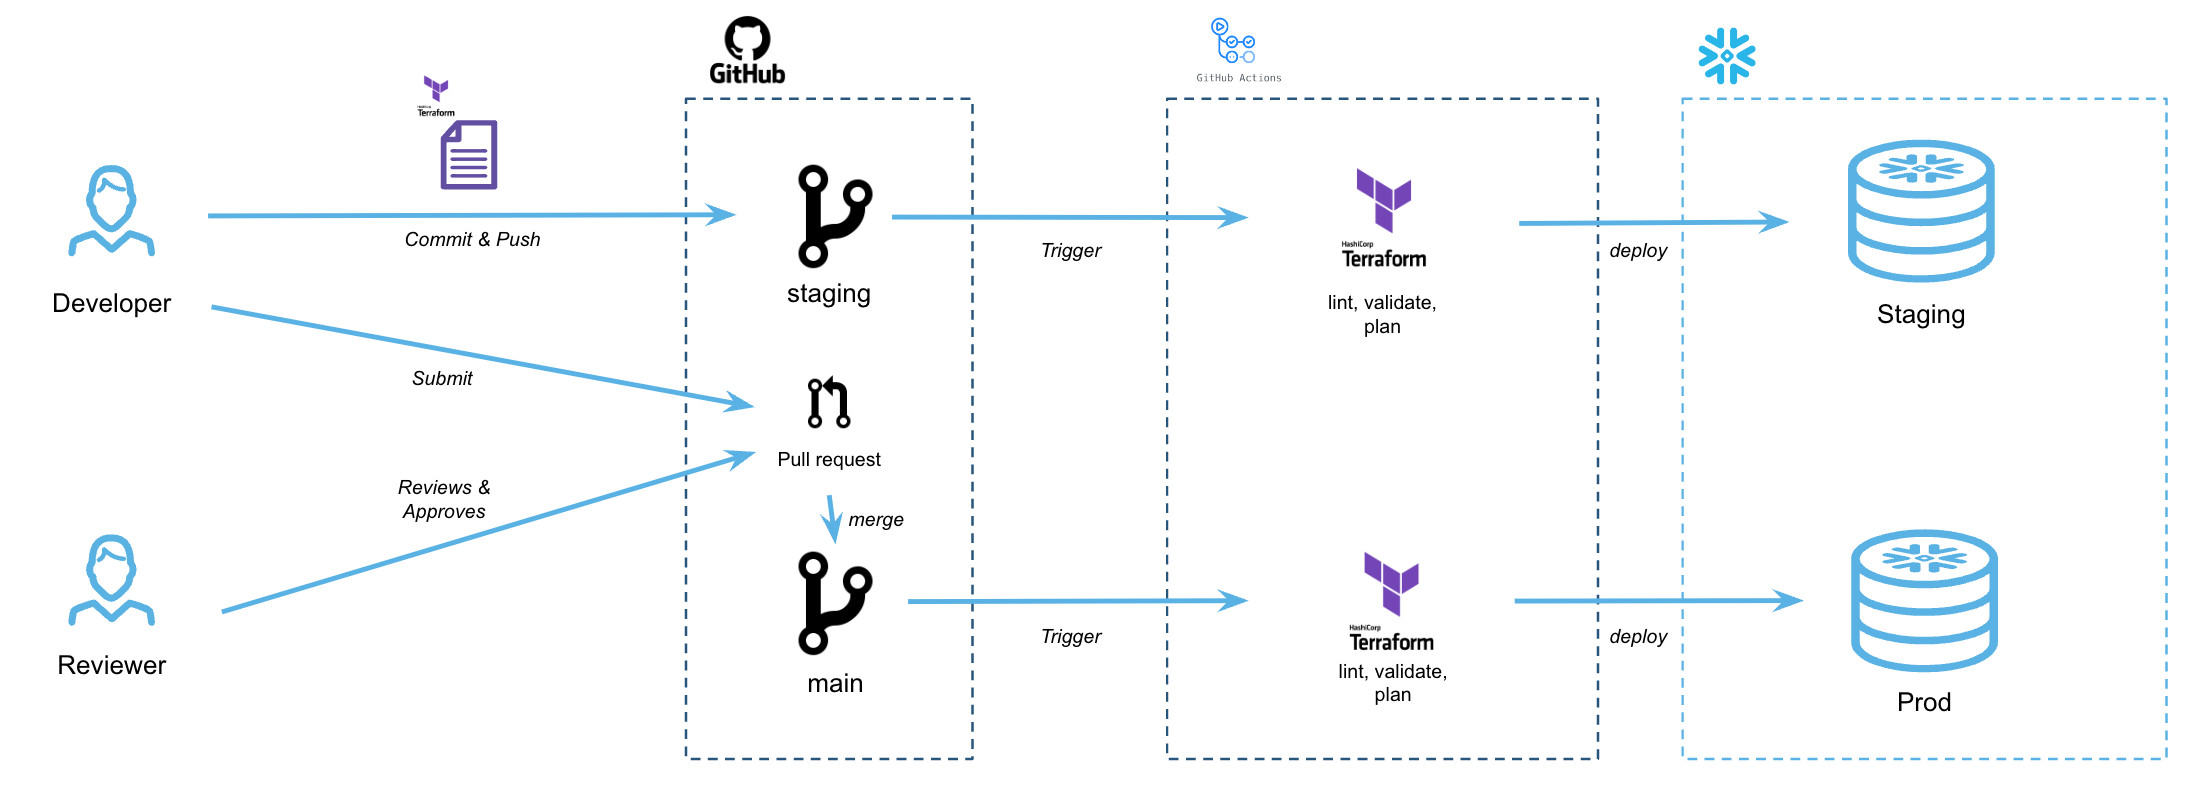 GitHub
GitHub Actions
HashiCorp
Terraform
Developer
Commit & Push
staging
Trigger
HashiCorp
Terraform
lint, validate,
plan
deploy
Staging
Submit
Pull request
Reviews &
Approves
merge
Reviewer
main
Trigger
HashiCorp
Terraform
lint, validate,
plan
deploy
Prod